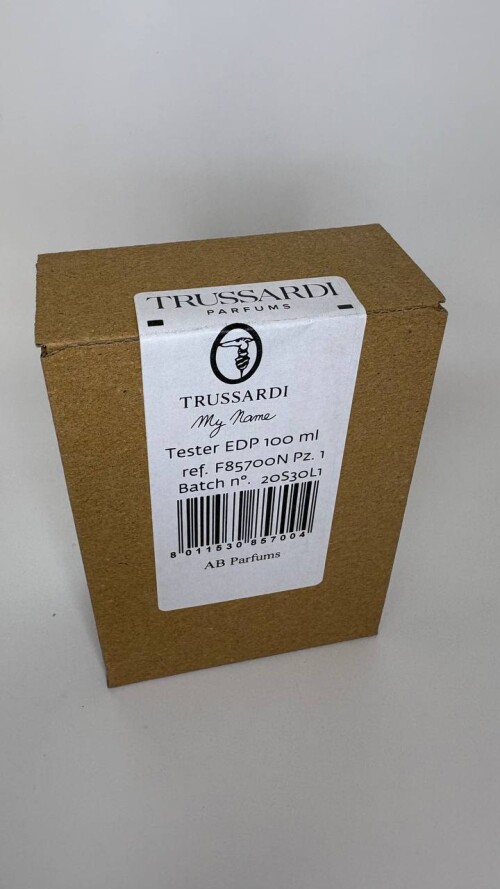 TRUSSARDI
PARFUMS
TRUSSARDI
My Name
Tester EDP 100 ml
ref. F85700N Pz. 1
Batch n°. 20S30L1
8 011530 857004
AB Parfums